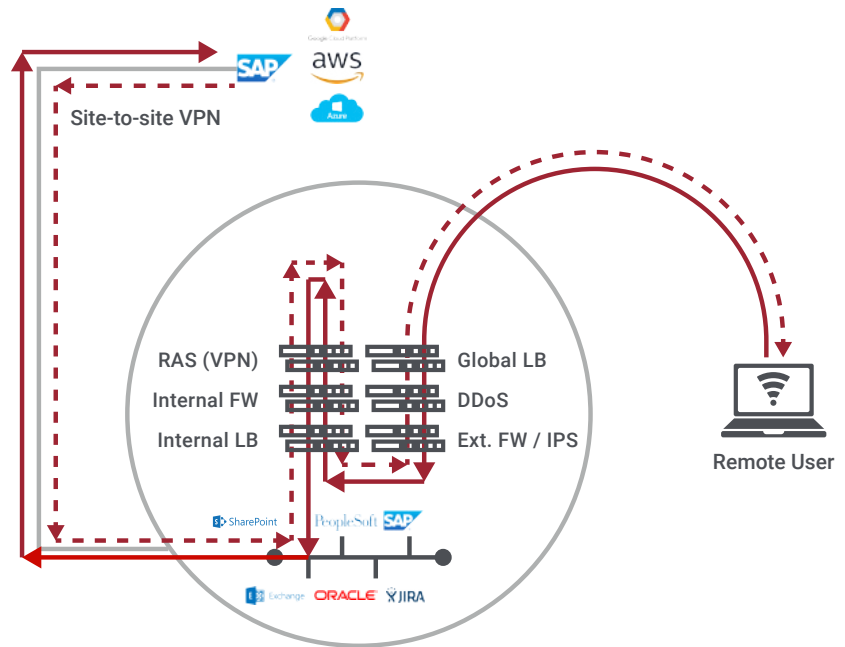 Google Cloud Platform
SAP
aws
Azure
Site-to-site VPN
RAS (VPN)
Global LB
Internal FW
DDoS
Internal LB
Ext. FW / IPS
Remote User
SharePoint
PeopleSoft
SAP
Exchange
ORACLE
JIRA